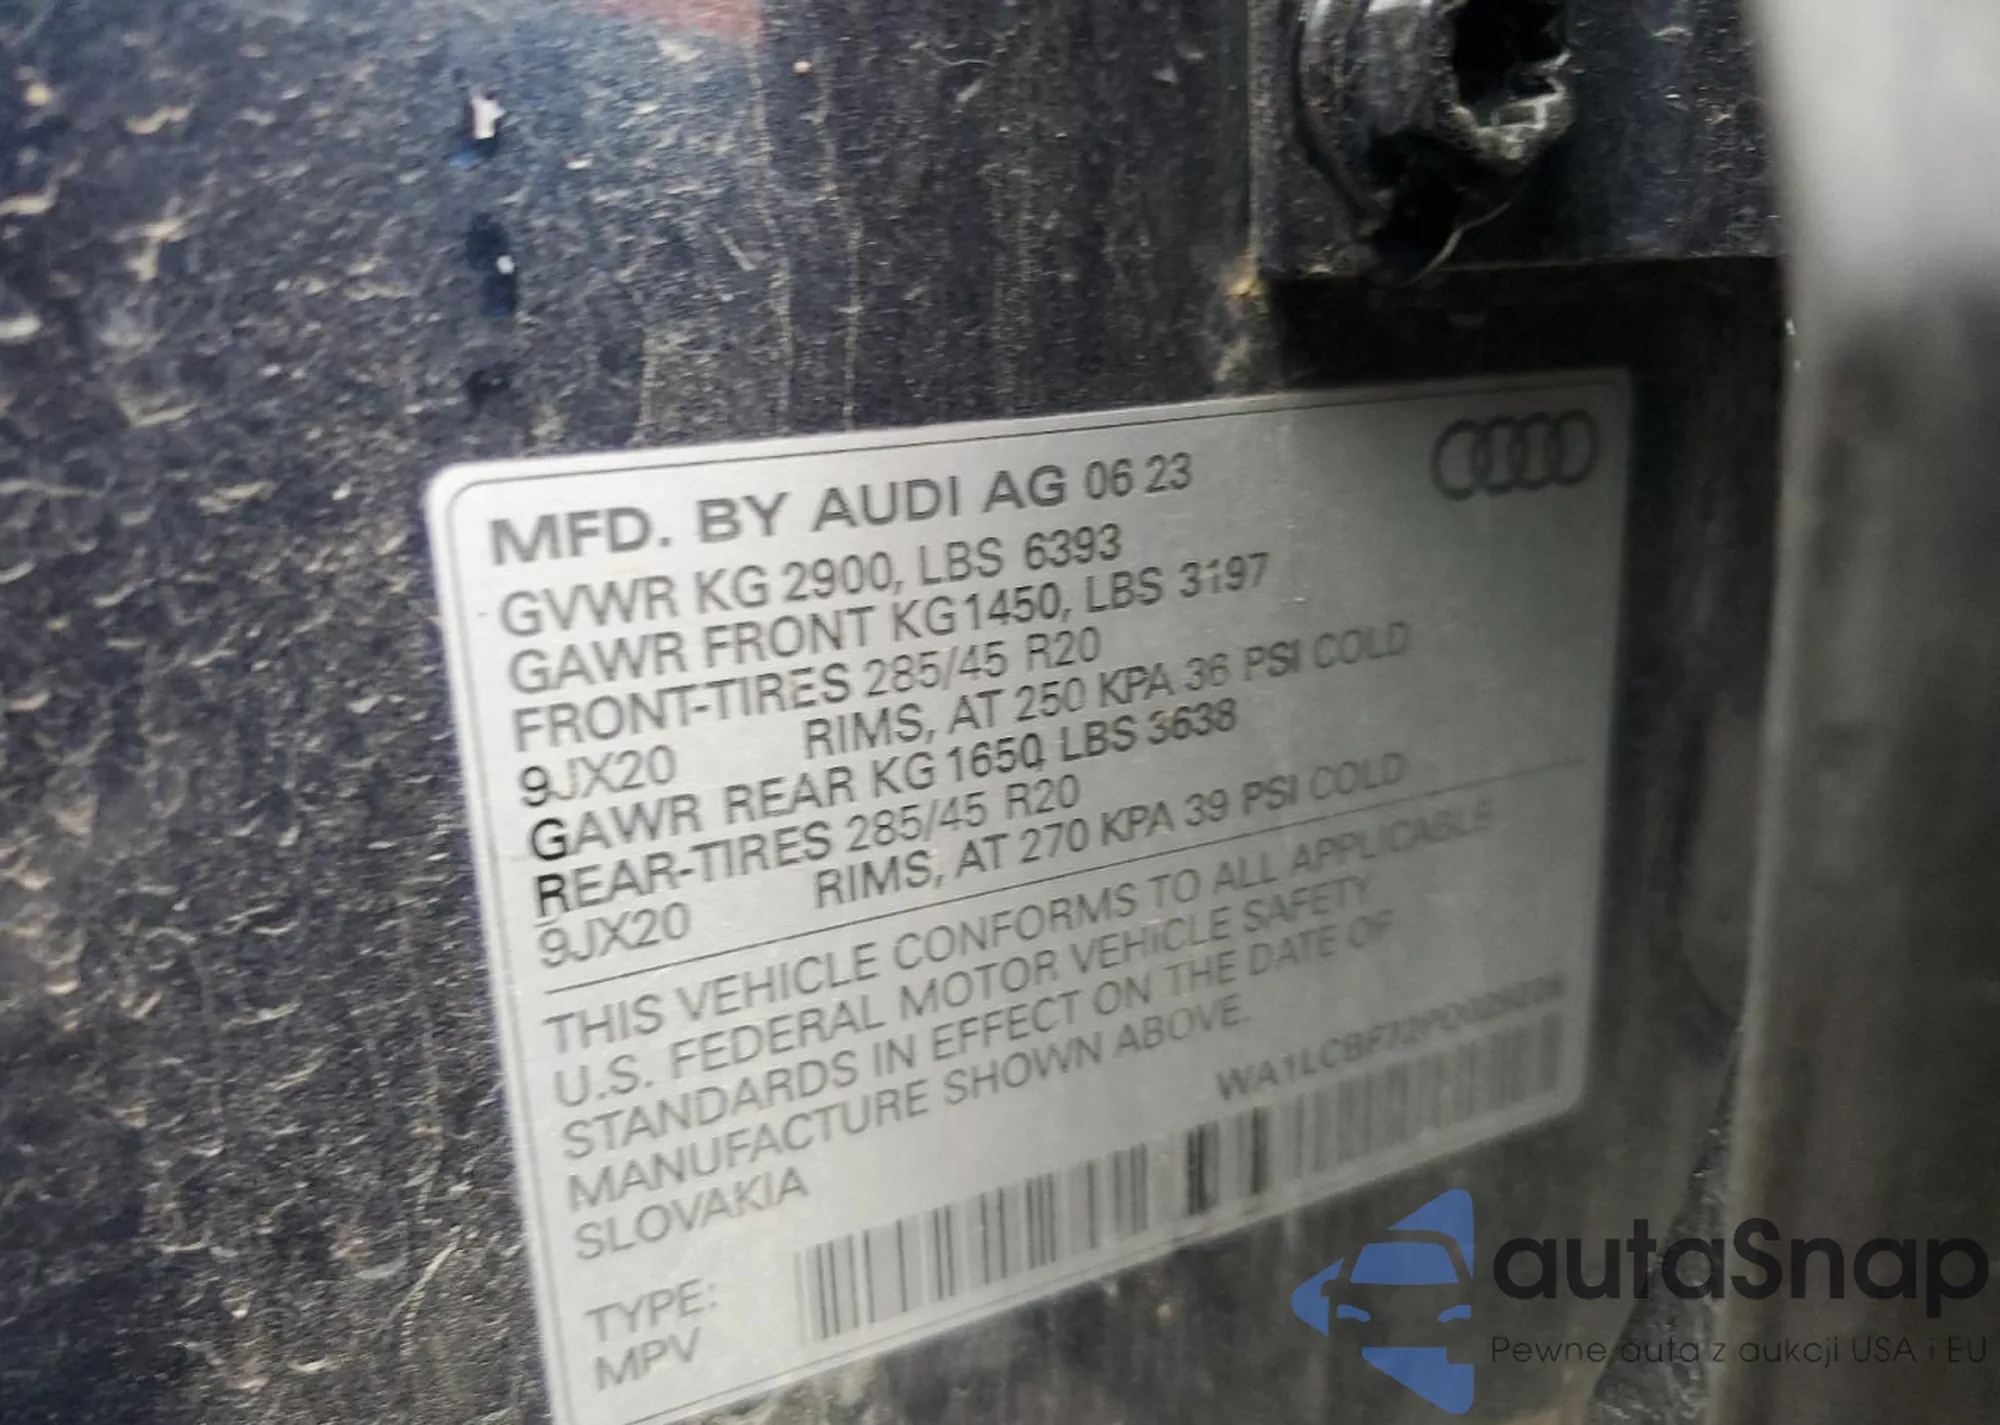 MFD. BY AUDI AG 06 23
GVWR KG 2900, LBS 6393
GAWR FRONT KG1450, LBS 3197
FRONT-TIRES 285/45 R20
9JX20 RIMS, AT 250 KPA 36 PSI COLD
GAWR REAR KG 1650, LBS 3638
REAR-TIRES 285/45 R20
9JX20 RIMS, AT 270 KPA 39 PSI COLD
THIS VEHICLE CONFORMS TO ALL APPLICABLE
U.S. FEDERAL MOTOR VEHICLE SAFETY
STANDARDS IN EFFECT ON THE DATE OF
MANUFACTURE SHOWN ABOVE.
SLOVAKIA
TYPE:
MPV
autaSnap
Pewne auta z aukcji USA i EU